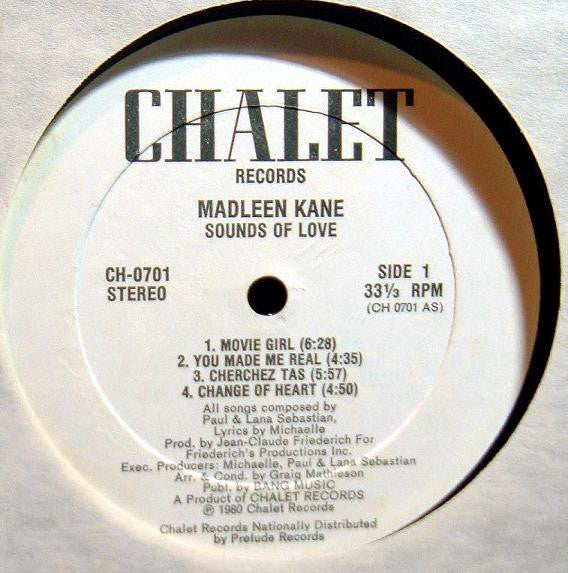 CHALET
RECORDS
MADLEEN KANE
SOUNDS OF LOVE
CH-0701
STEREO
SIDE 1
33⅓ RPM
(CH 0701 AS)
1. MOVIE GIRL (6:28)
2. YOU MADE ME REAL (4:35)
3. CHERCHEZ TAS (5:57)
4. CHANGE OF HEART (4:50)
All songs composed by
Paul & Lana Sebastian,
Lyrics by Michaelle
Prod. by Jean-Claude Friederich For
Friederich's Productions Inc.
Exec. Producers: Michaelle, Paul & Lana Sebastian
Arr. & Cond. by Graig Mathieson
Publ. by BANG MUSIC
A Product of CHALET RECORDS
℗ 1980 Chalet Records
Chalet Records Nationally Distributed
by Prelude Records